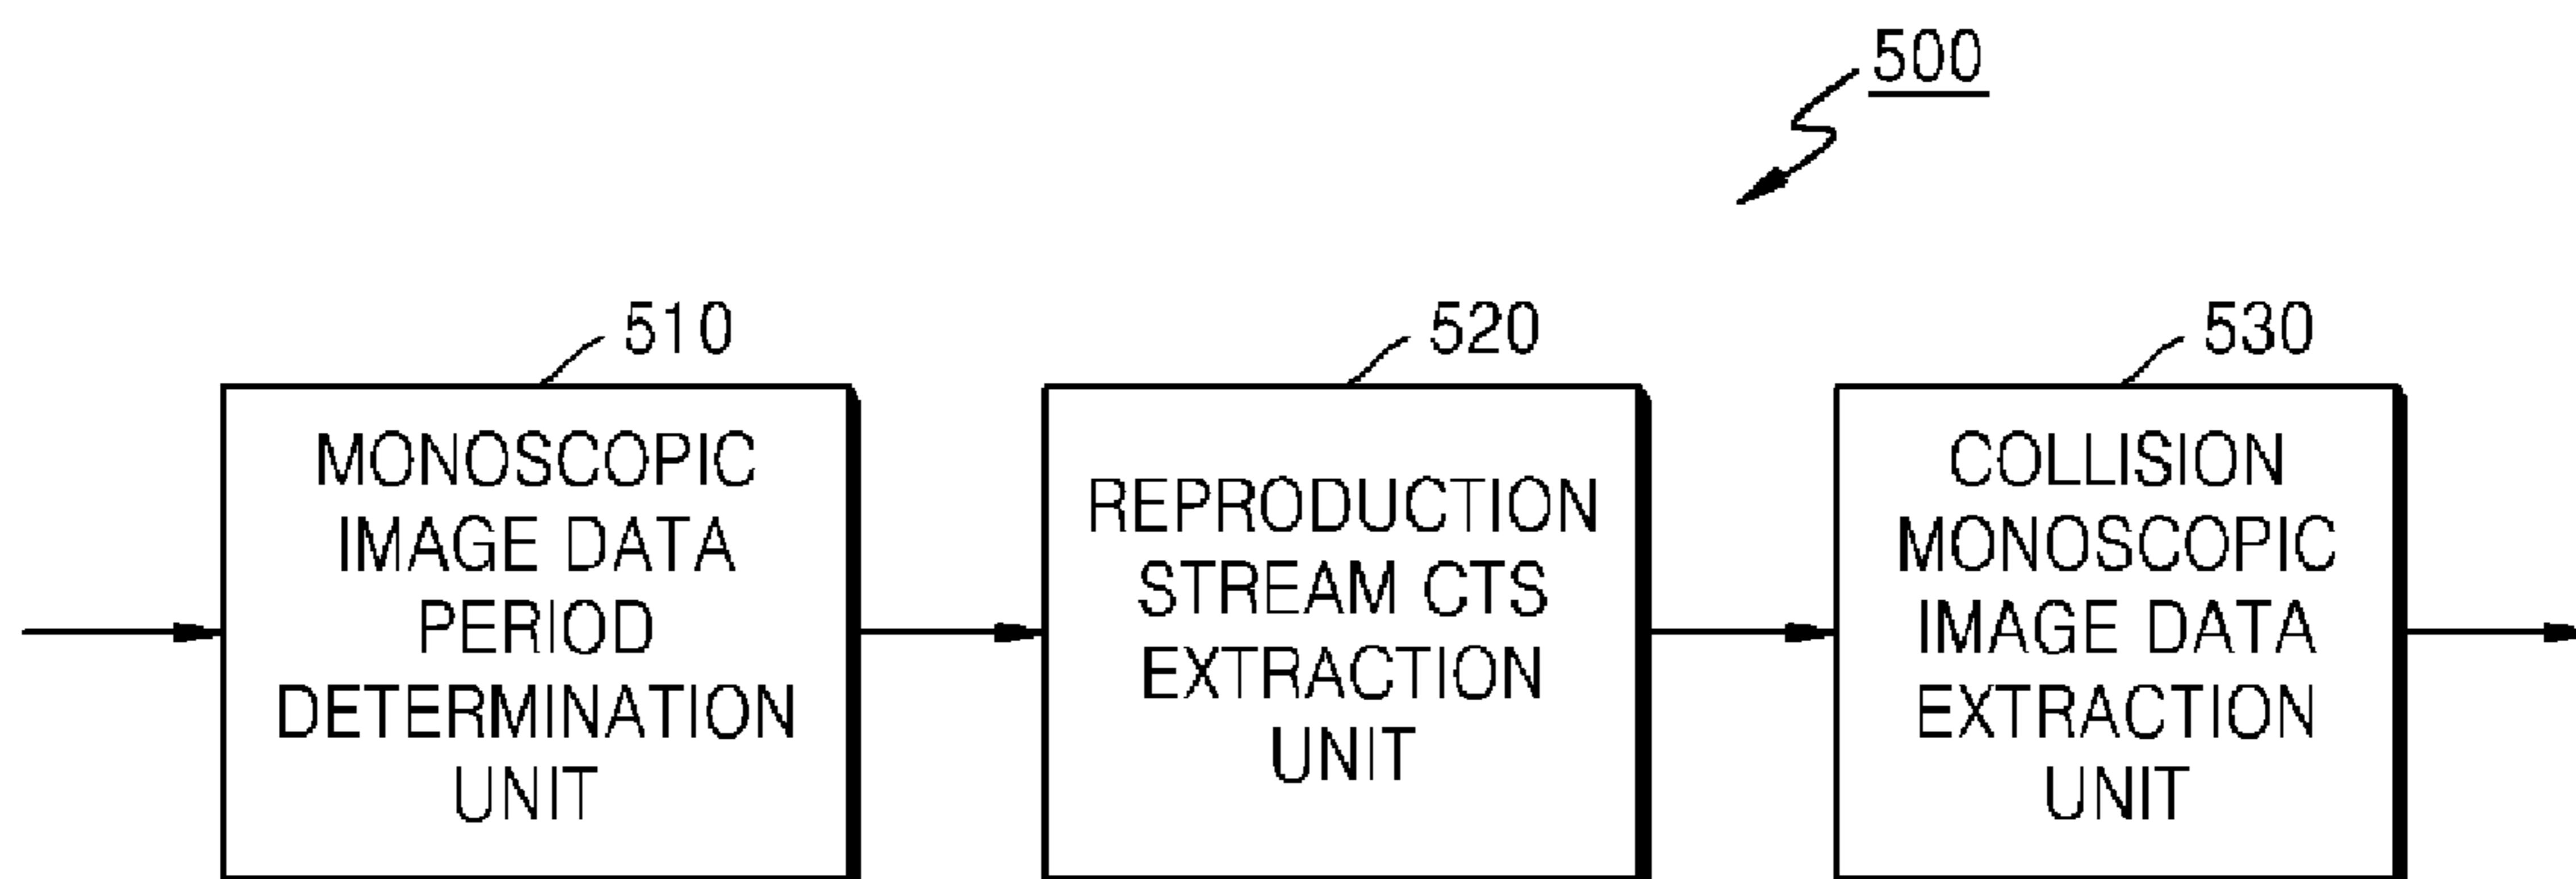 500
510
MONOSCOPIC
IMAGE DATA
PERIOD
DETERMINATION
UNIT
520
REPRODUCTION
STREAM CTS
EXTRACTION
UNIT
530
COLLISION
MONOSCOPIC
IMAGE DATA
EXTRACTION
UNIT